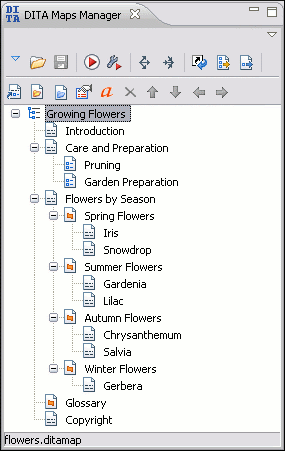 DITA DITA Maps Manager
a
Growing Flowers
Introduction
Care and Preparation
Pruning
Garden Preparation
Flowers by Season
Spring Flowers
Iris
Snowdrop
Summer Flowers
Gardenia
Lilac
Autumn Flowers
Chrysanthemum
Salvia
Winter Flowers
Gerbera
Glossary
Copyright
flowers.ditamap